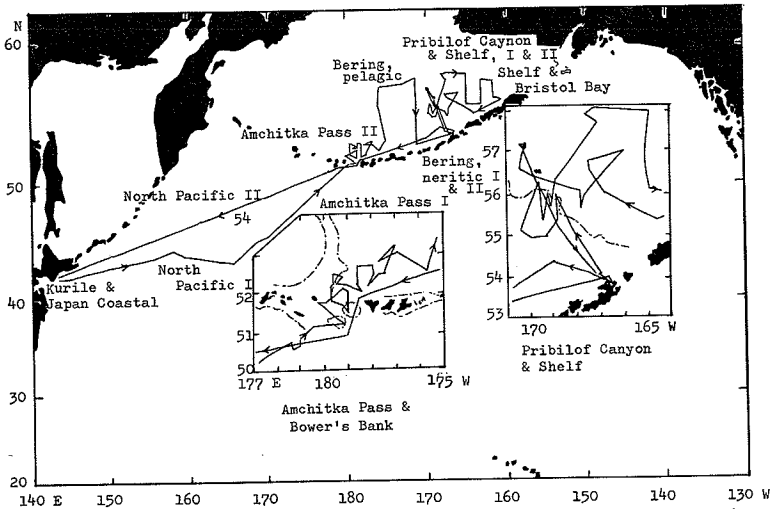 N
60
50
40
30
20
140 E
150
160
170
180
170
160
150
140
130
W
Pribilof Caynon
& Shelf, I & II
Shelf &
Bristol Bay
Bering,
pelagic
Amchitka Pass II
Bering,
neritic I
& II
North Pacific II
54
North
Pacific I
Kurile &
Japan Coastal
Amchitka Pass I
52
51
50
177 E
180
175 W
Amchitka Pass &
Bower's Bank
57
56
55
54
53
170
165 W
Pribilof Canyon
& Shelf